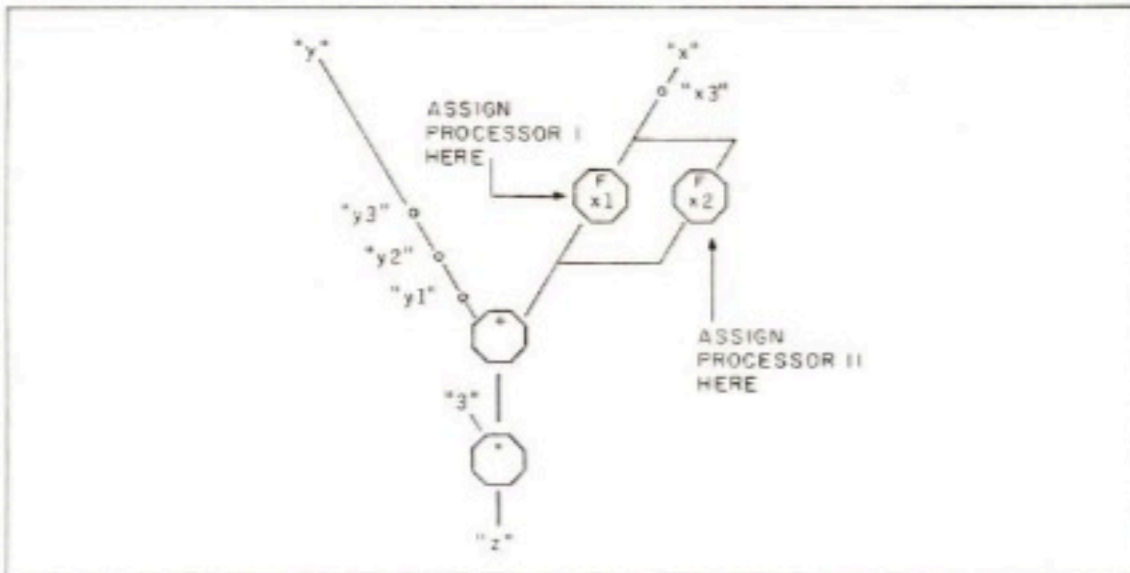 "y"
"x"
"x3"
ASSIGN
PROCESSOR I
HERE
F
x1
F
x2
"y3"
"y2"
"y1"
+
ASSIGN
PROCESSOR II
HERE
"3"
*
"z"